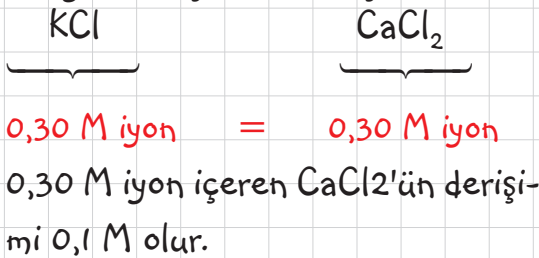 KCl CaCl₂
0,30 M iyon = 0,30 M iyon
0,30 M iyon içeren CaCl2'ün derişi-
mi 0,1 M olur.